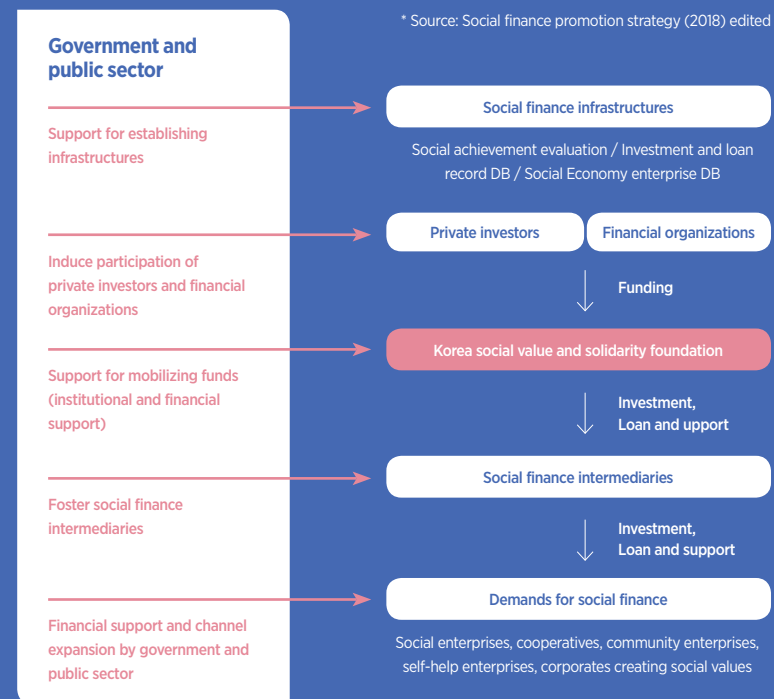 * Source: Social finance promotion strategy (2018) edited
Government and
public sector
Support for establishing
infrastructures
Social finance infrastructures
Social achievement evaluation / Investment and loan
record DB / Social Economy enterprise DB
Induce participation of
private investors and financial
organizations
Private investors
Financial organizations
Funding
Support for mobilizing funds
(institutional and financial
support)
Korea social value and solidarity foundation
Investment,
Loan and upport
Foster social finance
intermediaries
Social finance intermediaries
Investment,
Loan and support
Financial support and channel
expansion by government and
public sector
Demands for social finance
Social enterprises, cooperatives, community enterprises,
self-help enterprises, corporates creating social values